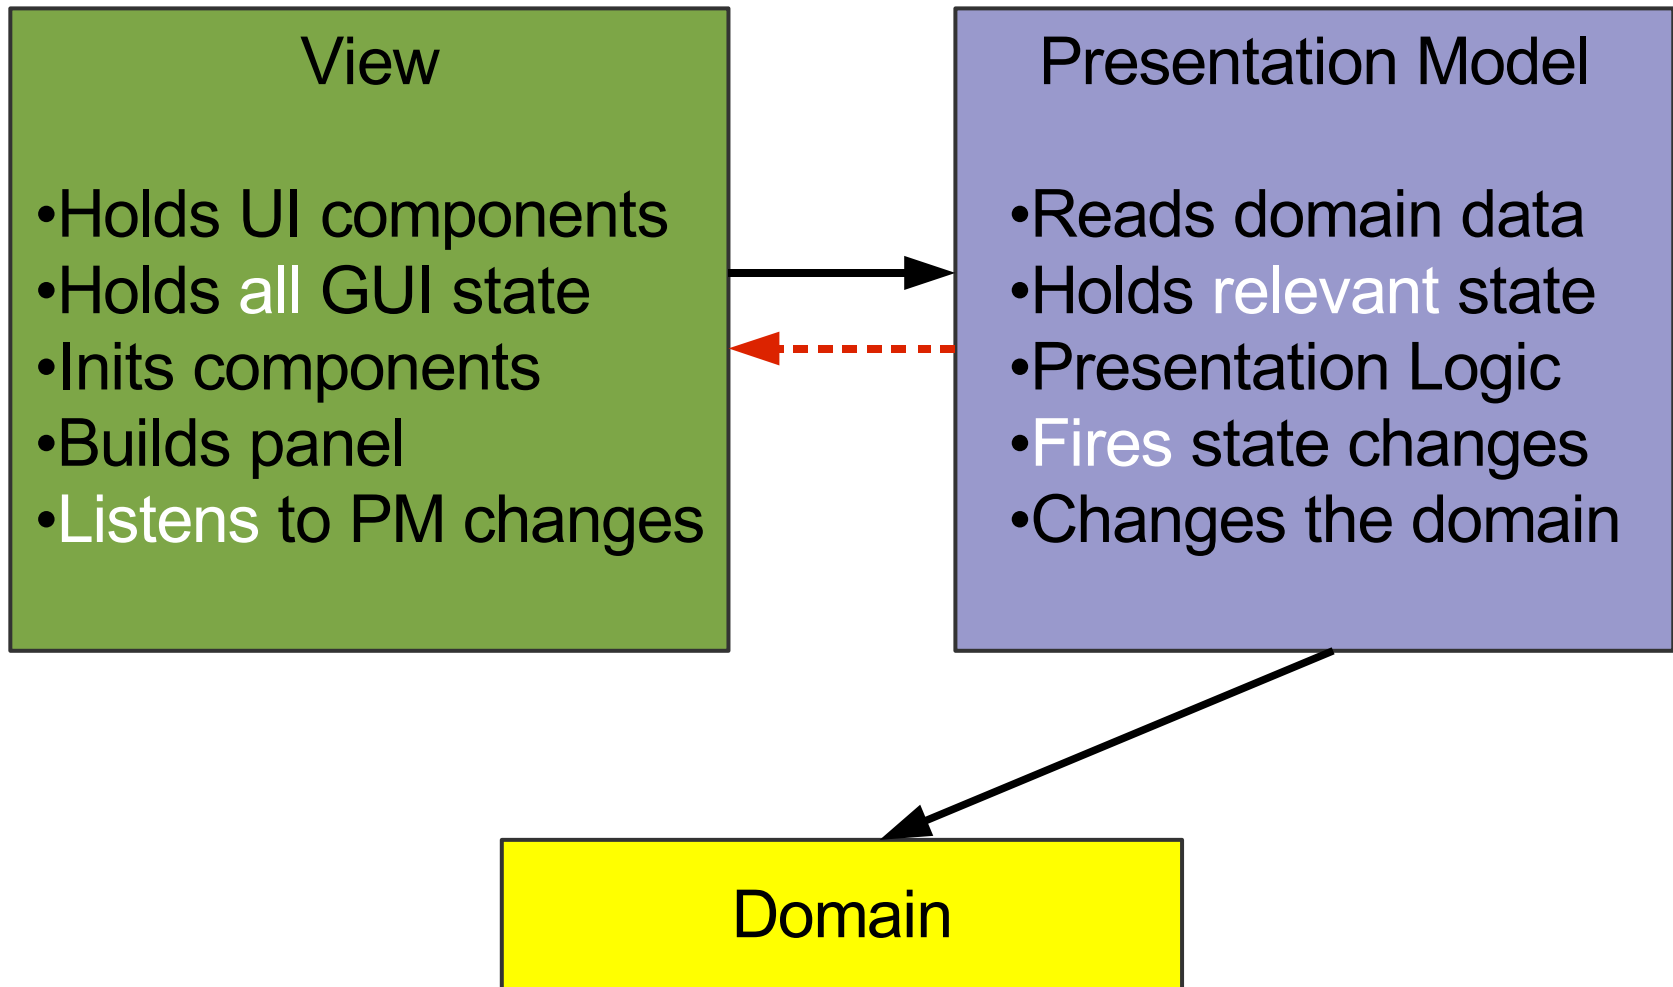 View
•Holds UI components
•Holds all GUI state
•Inits components
•Builds panel
•Listens to PM changes
Presentation Model
•Reads domain data
•Holds relevant state
•Presentation Logic
•Fires state changes
•Changes the domain
Domain